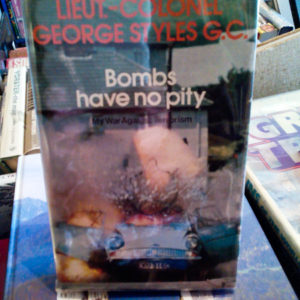 LIEUT.-COLONEL
GEORGE STYLES G.C.
Bombs
have no pity
My War Against Terrorism